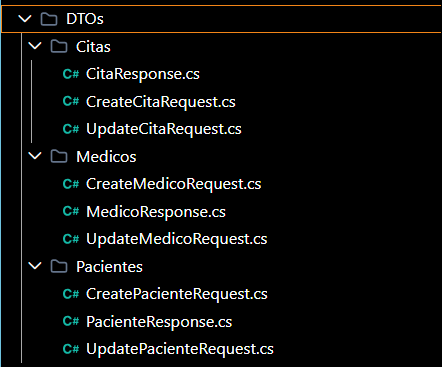 DTOs
Citas
C# CitaResponse.cs
C# CreateCitaRequest.cs
C# UpdateCitaRequest.cs
Medicos
C# CreateMedicoRequest.cs
C# MedicoResponse.cs
C# UpdateMedicoRequest.cs
Pacientes
C# CreatePacienteRequest.cs
C# PacienteResponse.cs
C# UpdatePacienteRequest.cs